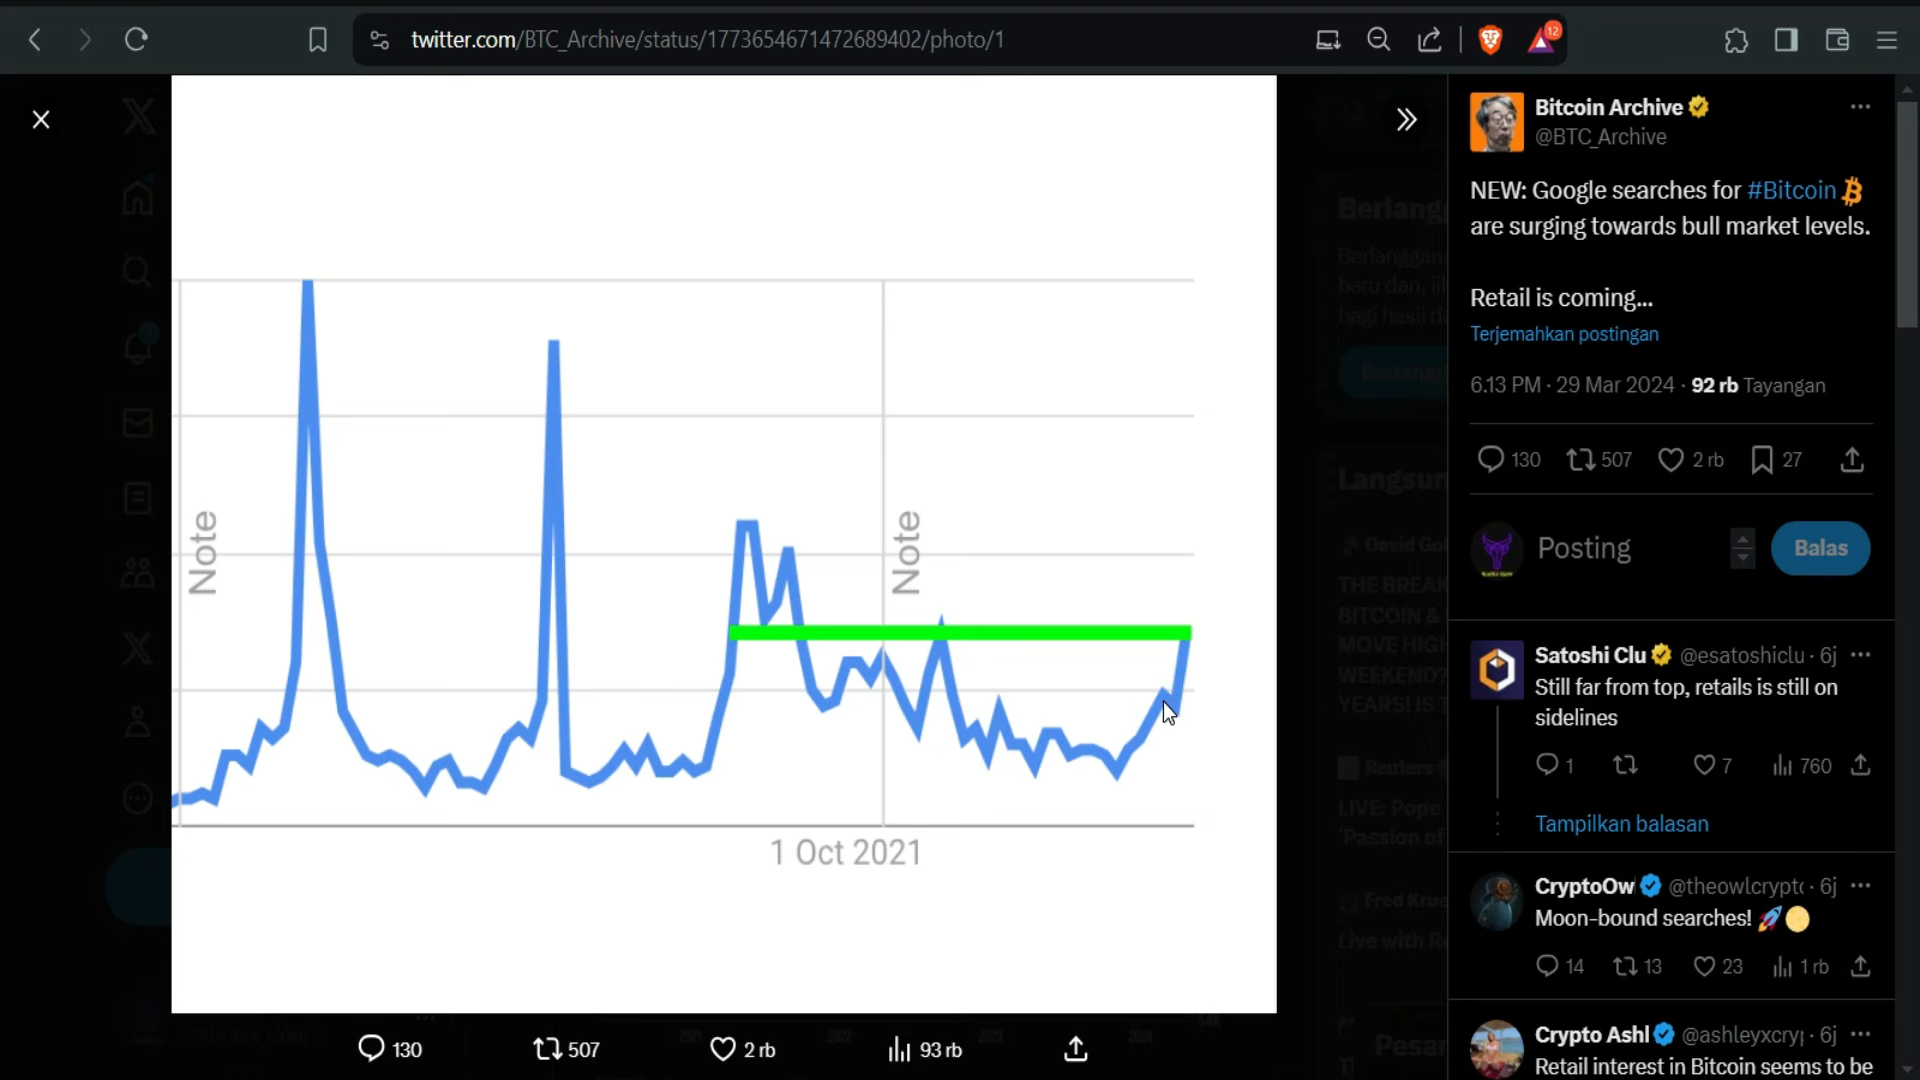 twitter.com/BTC_Archive/status/1773654671472689402/photo/1
12
Note
Note
1 Oct 2021
130
507
2 rb
93 rb
Bitcoin Archive
@BTC_Archive
NEW: Google searches for #Bitcoin
are surging towards bull market levels.
Retail is coming...
Terjemahkan postingan
6.13 PM · 29 Mar 2024 · 92 rb Tayangan
130
507
2 rb
27
Posting
Balas
Satoshi Clu @esatoshiclu · 6j
Still far from top, retails is still on
sidelines
1
7
760
Tampilkan balasan
CryptoOw @theowlcrypto · 6j
Moon-bound searches! 🚀🌕
14
13
23
1 rb
Crypto Ashl @ashleyxcry · 6j
Retail interest in Bitcoin seems to be